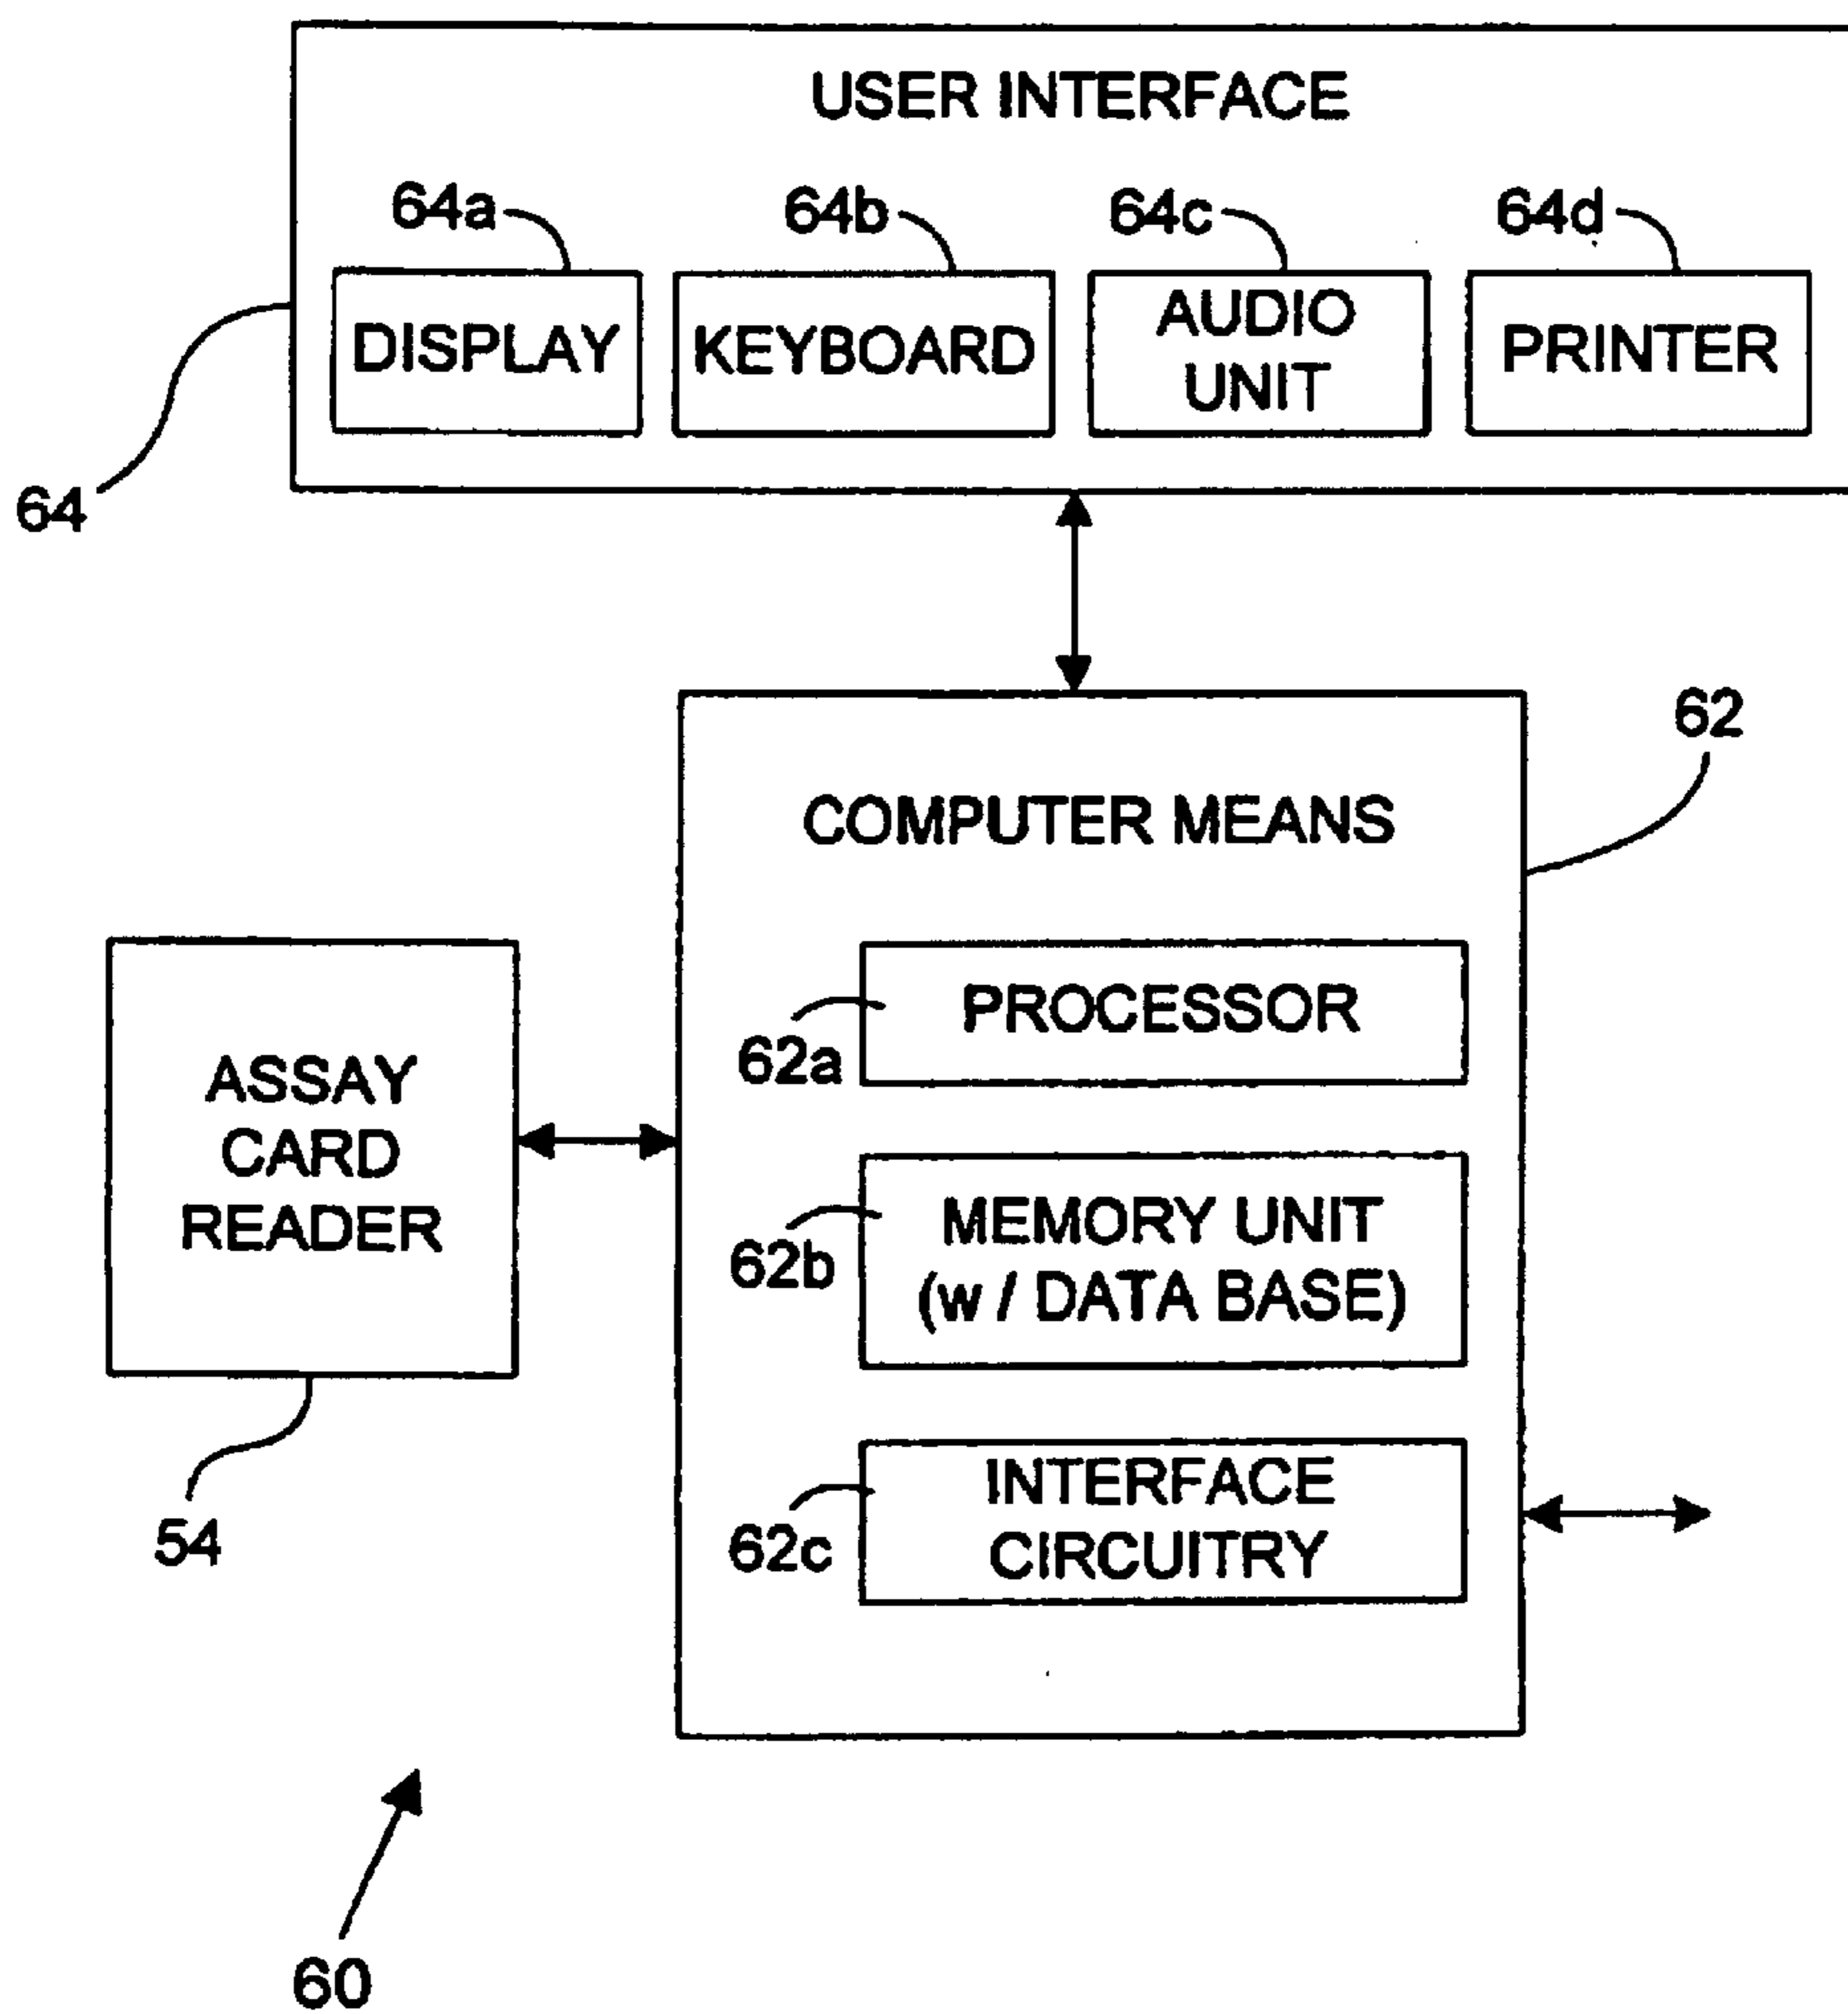 USER INTERFACE
64a
64b
64c
64d
DISPLAY
KEYBOARD
AUDIO
UNIT
PRINTER
64
62
COMPUTER MEANS
PROCESSOR
62a
ASSAY
CARD
READER
MEMORY UNIT
(w / DATA BASE)
62b
INTERFACE
CIRCUITRY
62c
54
60